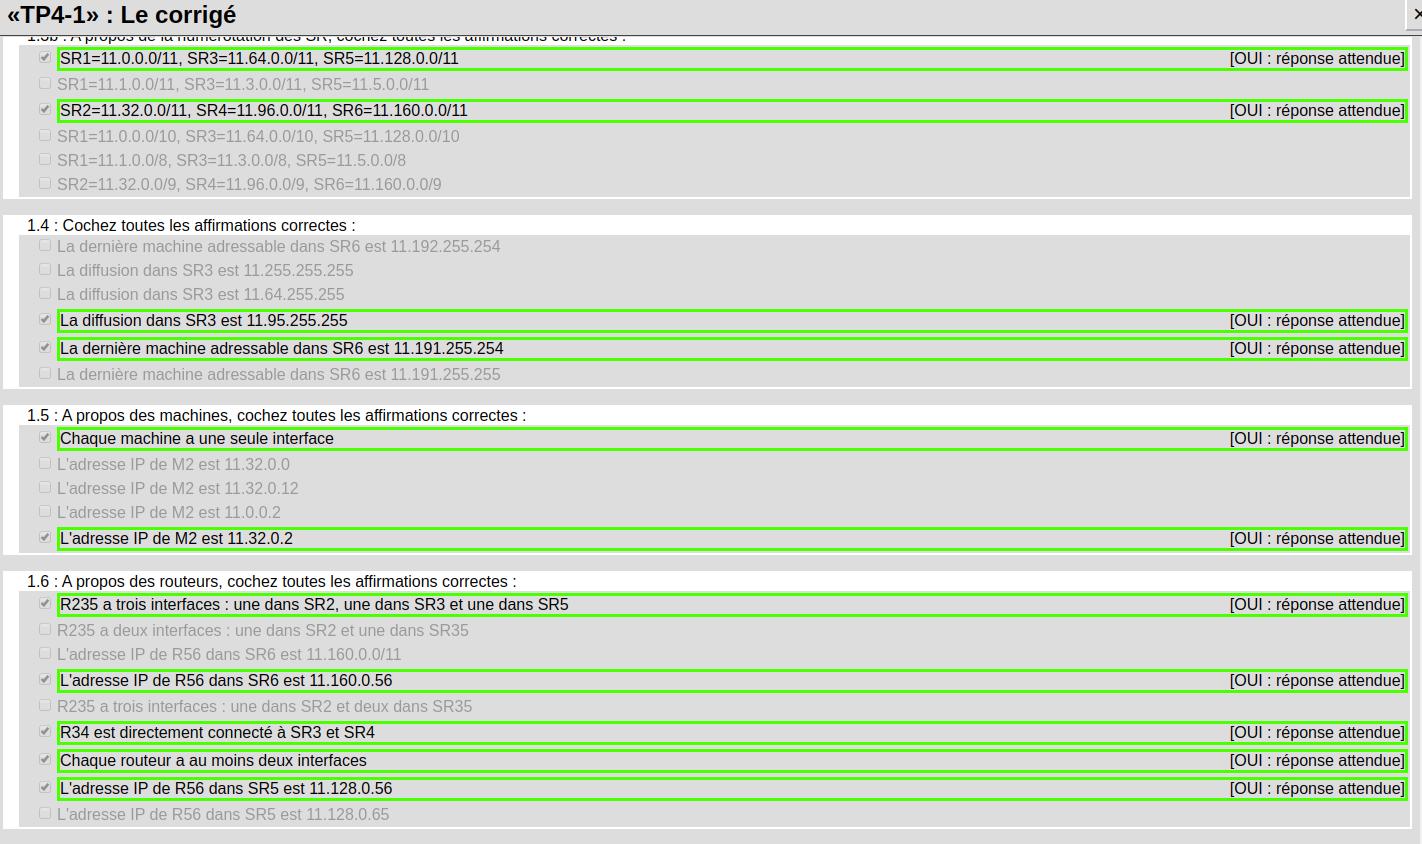 «TP4-1» : Le corrigé
1.3b : A propos de la numérotation des SR, cochez toutes les affirmations correctes :
SR1=11.0.0.0/11, SR3=11.64.0.0/11, SR5=11.128.0.0/11 [OUI : réponse attendue]
SR1=11.1.0.0/11, SR3=11.3.0.0/11, SR5=11.5.0.0/11
SR2=11.32.0.0/11, SR4=11.96.0.0/11, SR6=11.160.0.0/11 [OUI : réponse attendue]
SR1=11.0.0.0/10, SR3=11.64.0.0/10, SR5=11.128.0.0/10
SR1=11.1.0.0/8, SR3=11.3.0.0/8, SR5=11.5.0.0/8
SR2=11.32.0.0/9, SR4=11.96.0.0/9, SR6=11.160.0.0/9
1.4 : Cochez toutes les affirmations correctes :
La dernière machine adressable dans SR6 est 11.192.255.254
La diffusion dans SR3 est 11.255.255.255
La diffusion dans SR3 est 11.64.255.255
La diffusion dans SR3 est 11.95.255.255 [OUI : réponse attendue]
La dernière machine adressable dans SR6 est 11.191.255.254 [OUI : réponse attendue]
La dernière machine adressable dans SR6 est 11.191.255.255
1.5 : A propos des machines, cochez toutes les affirmations correctes :
Chaque machine a une seule interface [OUI : réponse attendue]
L'adresse IP de M2 est 11.32.0.0
L'adresse IP de M2 est 11.32.0.12
L'adresse IP de M2 est 11.0.0.2
L'adresse IP de M2 est 11.32.0.2 [OUI : réponse attendue]
1.6 : A propos des routeurs, cochez toutes les affirmations correctes :
R235 a trois interfaces : une dans SR2, une dans SR3 et une dans SR5 [OUI : réponse attendue]
R235 a deux interfaces : une dans SR2 et une dans SR35
L'adresse IP de R56 dans SR6 est 11.160.0.0/11
L'adresse IP de R56 dans SR6 est 11.160.0.56 [OUI : réponse attendue]
R235 a trois interfaces : une dans SR2 et deux dans SR35
R34 est directement connecté à SR3 et SR4 [OUI : réponse attendue]
Chaque routeur a au moins deux interfaces [OUI : réponse attendue]
L'adresse IP de R56 dans SR5 est 11.128.0.56 [OUI : réponse attendue]
L'adresse IP de R56 dans SR5 est 11.128.0.65